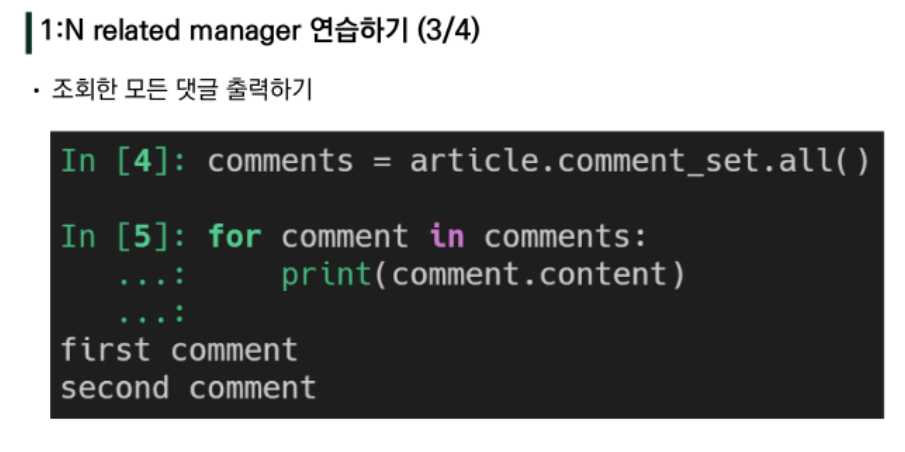 1:N related manager 연습하기 (3/4)
• 조회한 모든 댓글 출력하기
In [4]: comments = article.comment_set.all()
In [5]: for comment in comments:
   ...:     print(comment.content)
   ...:
first comment
second comment